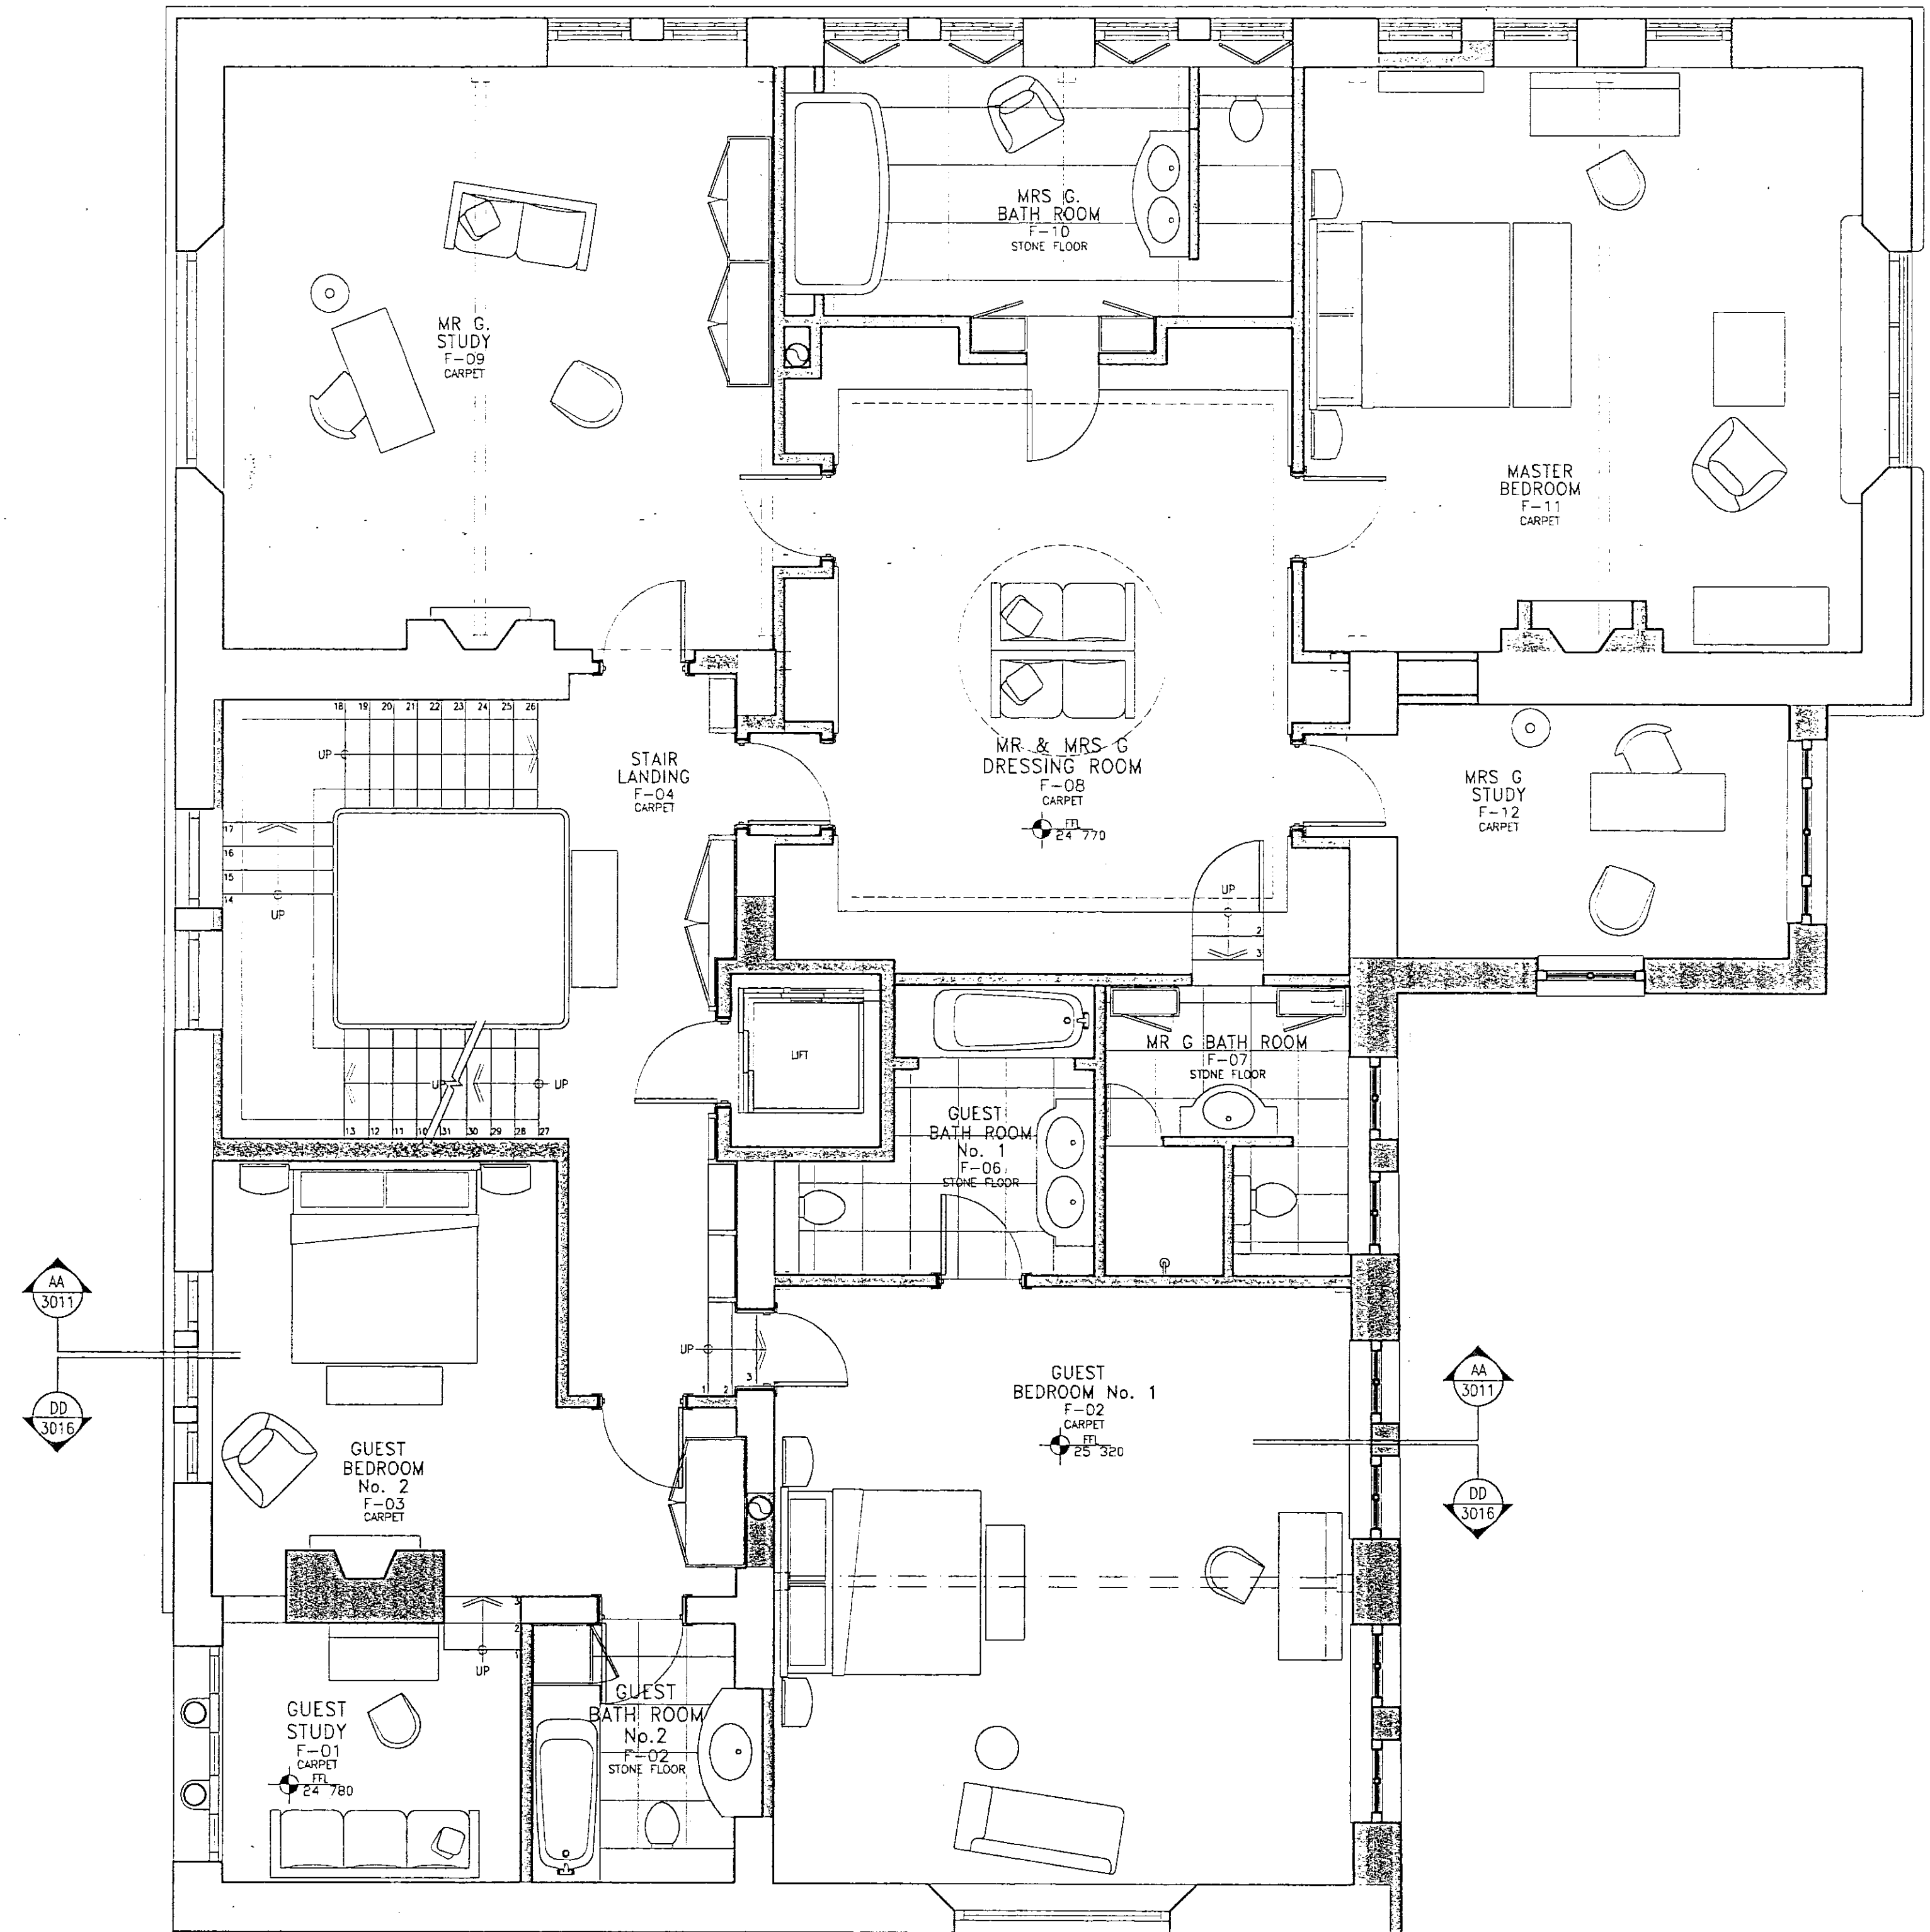 MRS G.
BATH ROOM
F-10
STONE FLOOR
MR G.
STUDY
F-09
CARPET
MASTER
BEDROOM
F-11
CARPET
18 19 20 21 22 23 24 25 26
UP
STAIR
LANDING
F-04
CARPET
MR & MRS G
DRESSING ROOM
F-08
CARPET
FFL
24 770
MRS G
STUDY
F-12
CARPET
17
16
15
14
UP
UP
2
3
LIFT
MR G BATH ROOM
F-07
STONE FLOOR
UP
UP
13 12 11 10 31 30 29 28 27
GUEST
BATH ROOM
No. 1
F-06
STONE FLOOR
AA
3011
DD
3016
UP
1 2 3
GUEST
BEDROOM No. 1
F-02
CARPET
FFL
25 320
AA
3011
DD
3016
GUEST
BEDROOM
No. 2
F-03
CARPET
3
2
UP
GUEST
STUDY
F-01
CARPET
FFL
24 780
GUEST
BATH ROOM
No.2
F-02
STONE FLOOR